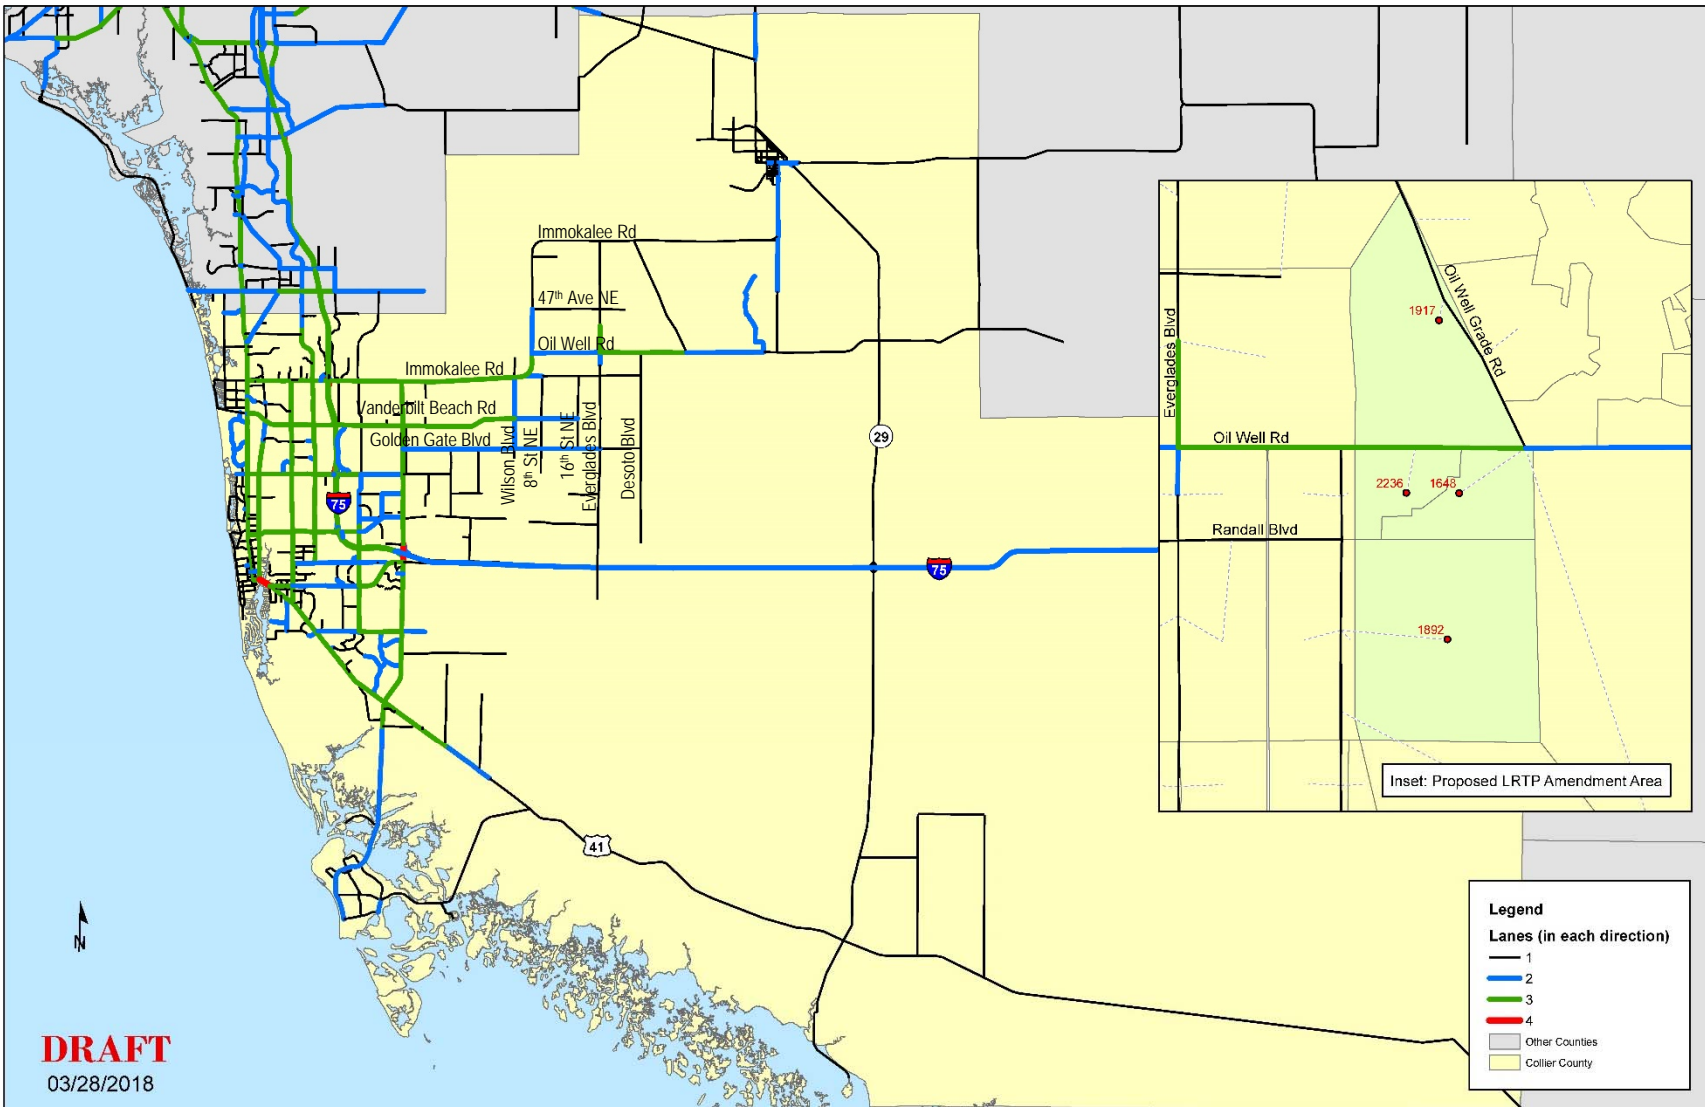 Immokalee Rd
47th Ave NE
Oil Well Rd
Immokalee Rd
Vanderbilt Beach Rd
Golden Gate Blvd
Wilson Blvd
8th St NE
16th St NE
Everglades Blvd
Desoto Blvd
29
75
75
41
Oil Well Grade Rd
1917
Everglades Blvd
Oil Well Rd
2236
1648
Randall Blvd
1892
Inset: Proposed LRTP Amendment Area
N
Legend
Lanes (in each direction)
1
2
3
4
Other Counties
Collier County
DRAFT
03/28/2018